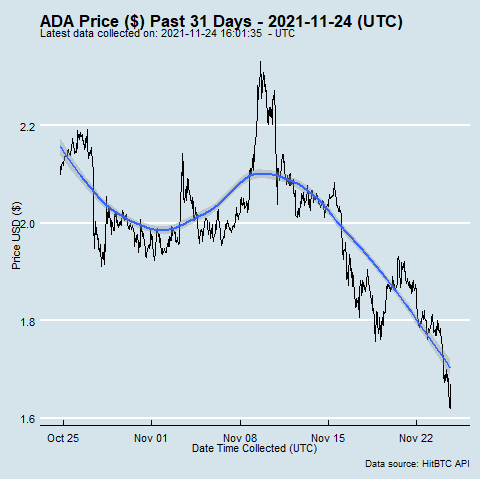 ADA Price ($) Past 31 Days - 2021-11-24 (UTC)
Latest data collected on: 2021-11-24 16:01:35 - UTC
Price USD ($)
2.2
2.0
1.8
1.6
Oct 25 Nov 01 Nov 08 Nov 15 Nov 22
Date Time Collected (UTC)
Data source: HitBTC API